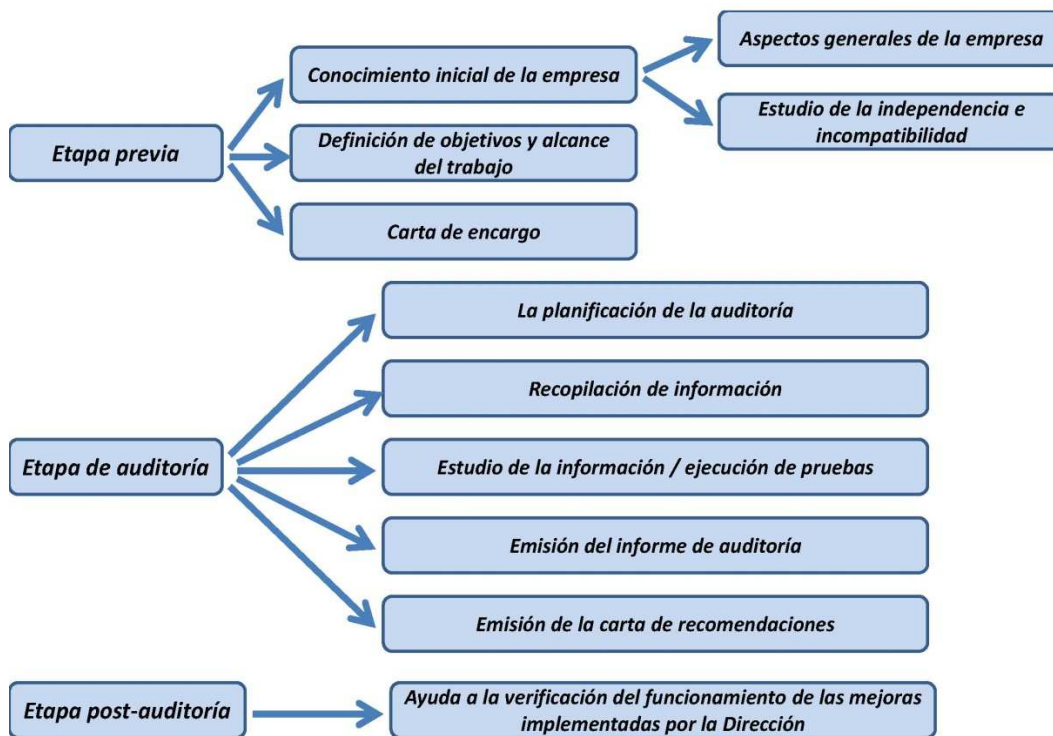 Aspectos generales de la empresa
Conocimiento inicial de la empresa
Estudio de la independencia e
incompatibilidad
Etapa previa
Definición de objetivos y alcance
del trabajo
Carta de encargo
La planificación de la auditoría
Recopilación de información
Etapa de auditoría
Estudio de la información / ejecución de pruebas
Emisión del informe de auditoría
Emisión de la carta de recomendaciones
Etapa post-auditoría
Ayuda a la verificación del funcionamiento de las mejoras
implementadas por la Dirección